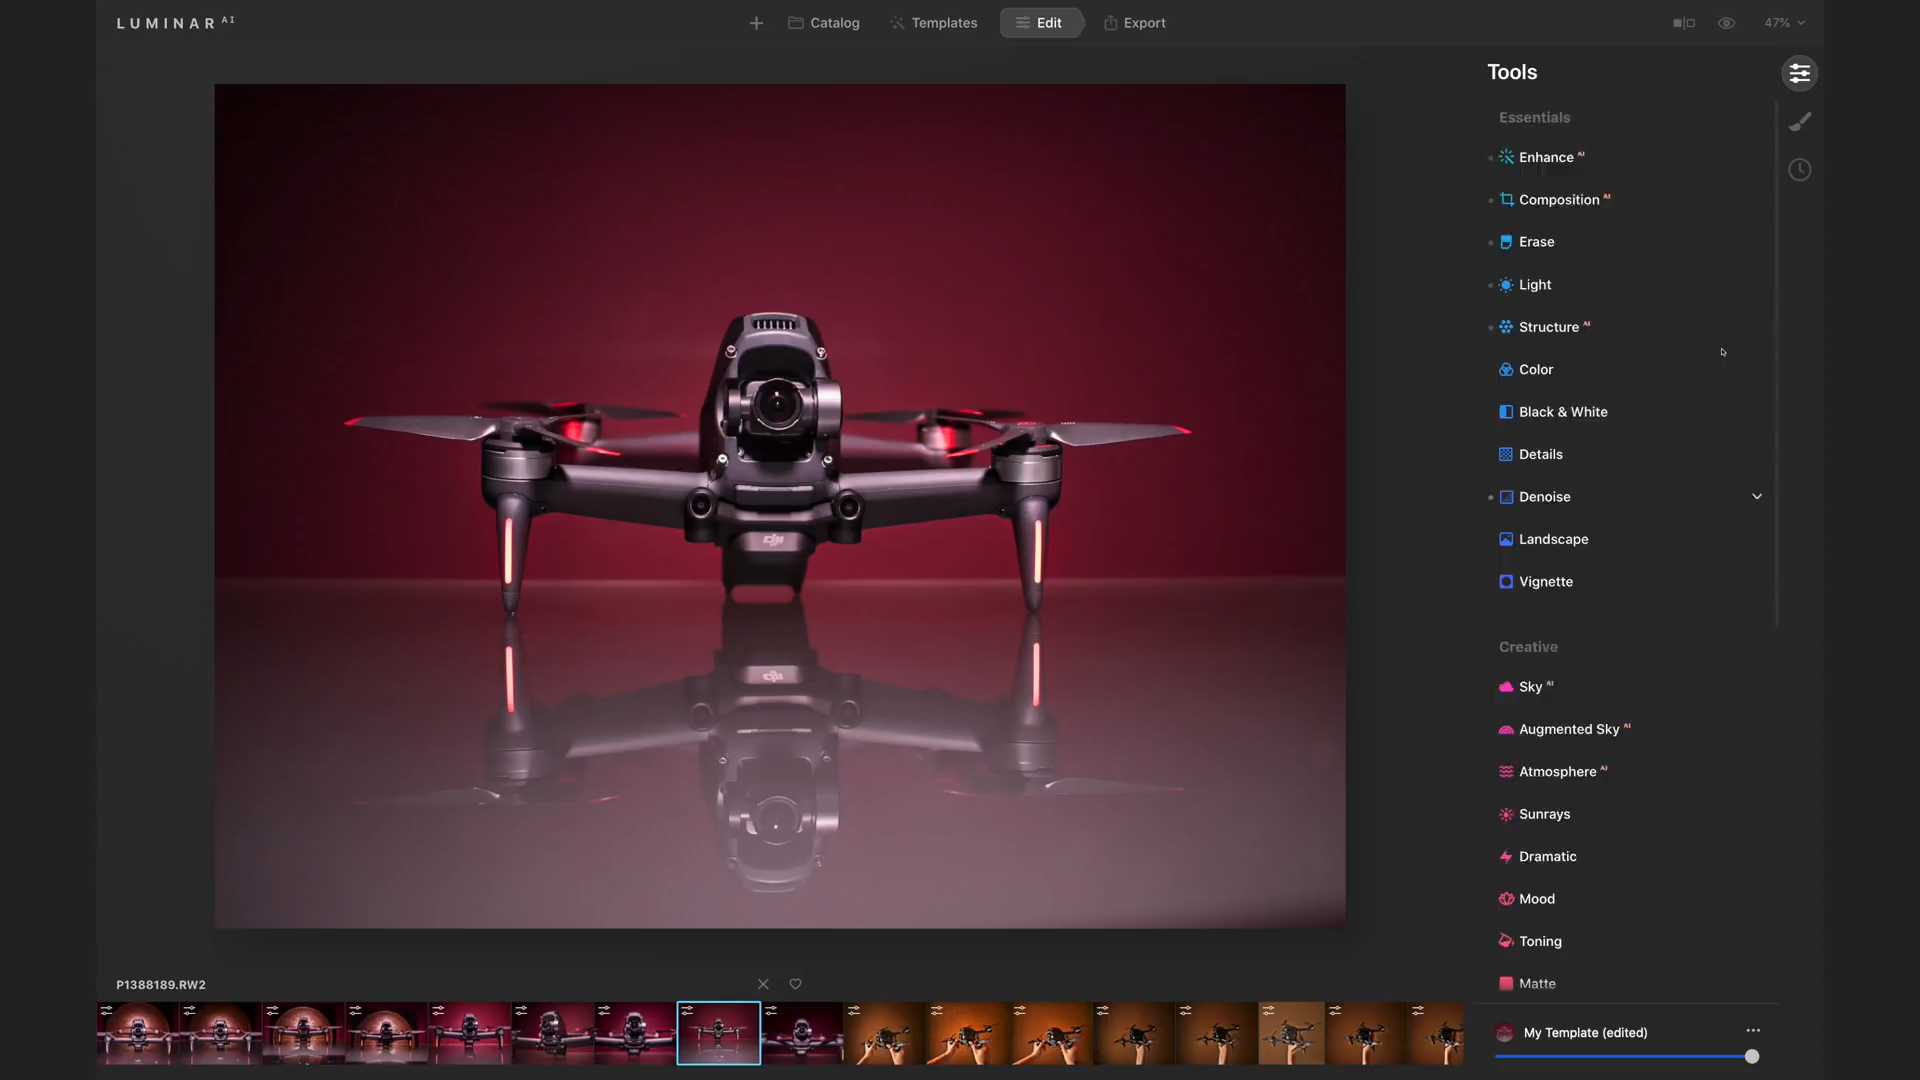 LUMINAR AI
Catalog
Templates
Edit
Export
47%
Tools
Essentials
Enhance AI
Composition AI
Erase
Light
Structure AI
Color
Black & White
Details
Denoise
Landscape
Vignette
Creative
Sky AI
Augmented Sky AI
Atmosphere AI
Sunrays
Dramatic
Mood
Toning
Matte
dji
P1388189.RW2
My Template (edited)